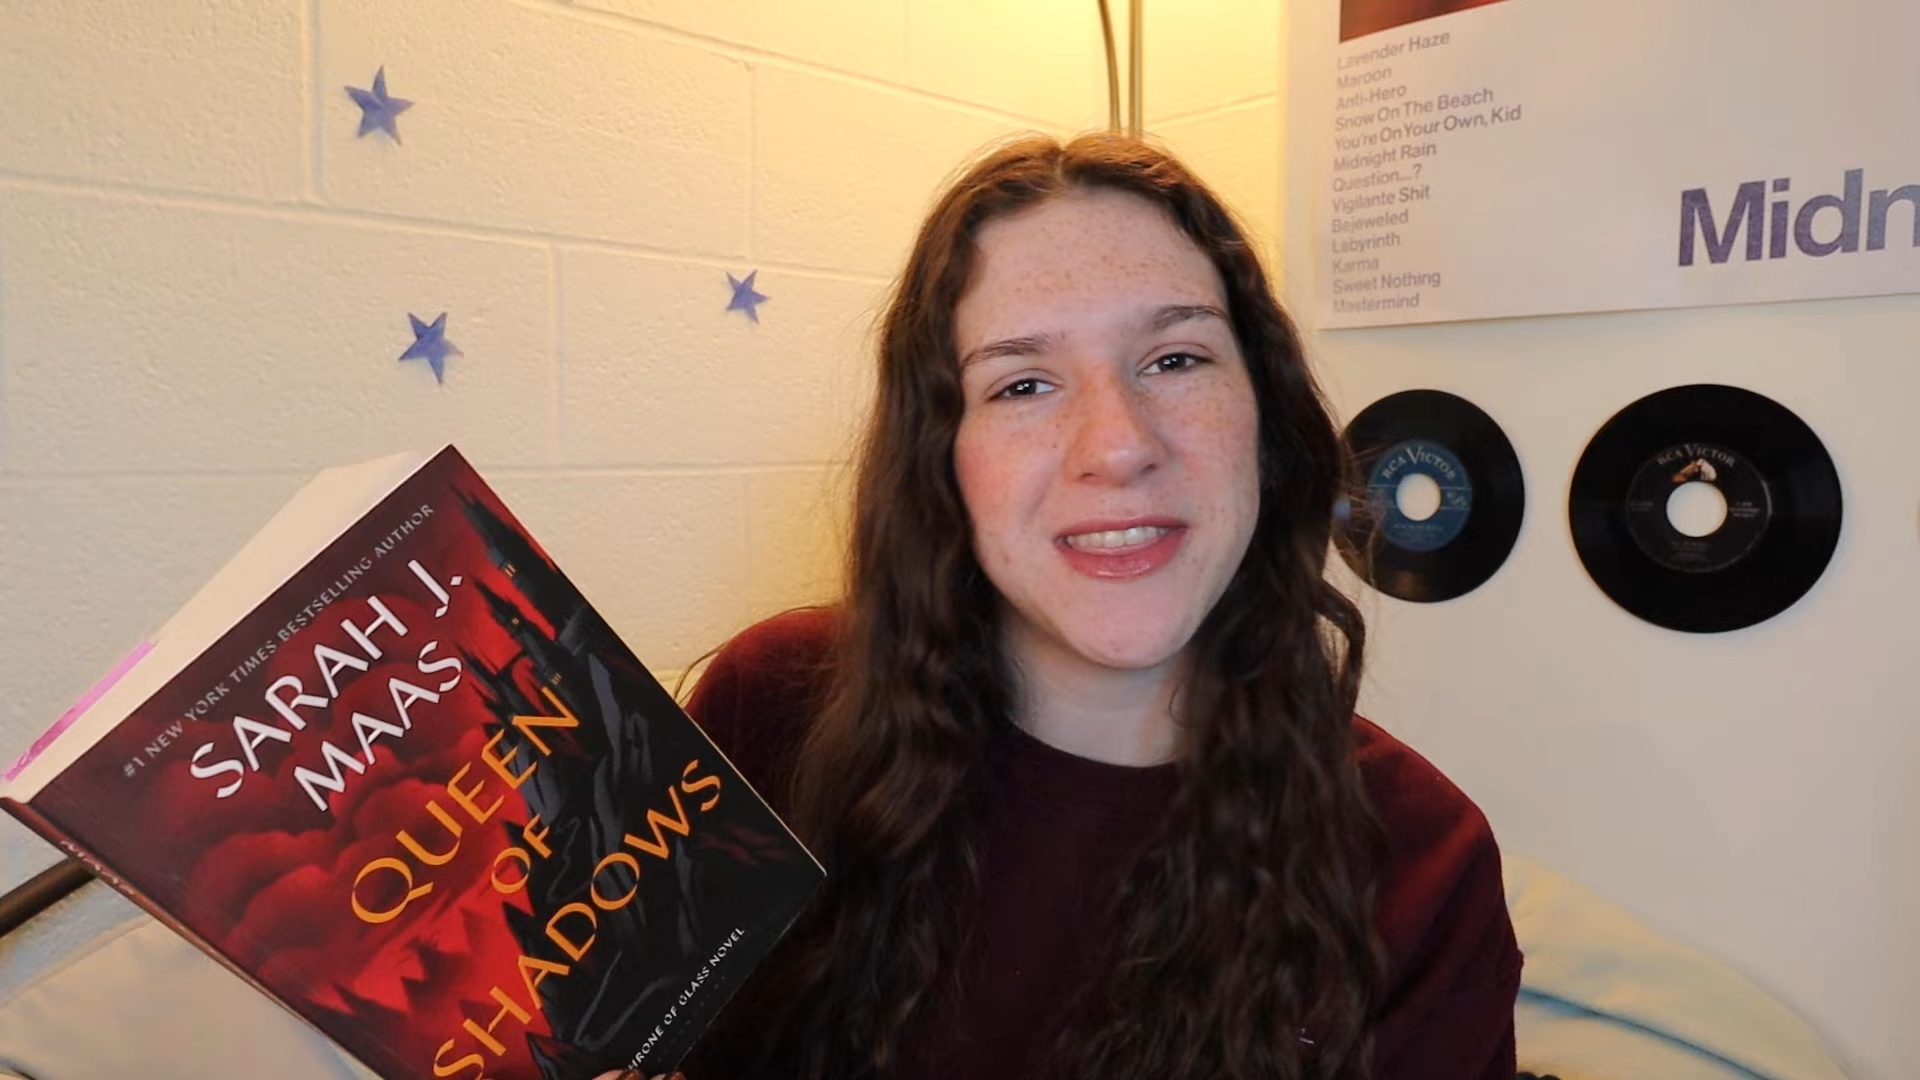 #1 NEW YORK TIMES BESTSELLING AUTHOR
SARAH J.
MAAS
QUEEN
OF
SHADOWS
THRONE OF GLASS NOVEL
Lavender Haze
Maroon
Anti-Hero
Snow On The Beach
You're On Your Own, Kid
Midnight Rain
Question...?
Vigilante Shit
Bejeweled
Labyrinth
Karma
Sweet Nothing
Mastermind
Midn
RCA VICTOR
RCA VICTOR